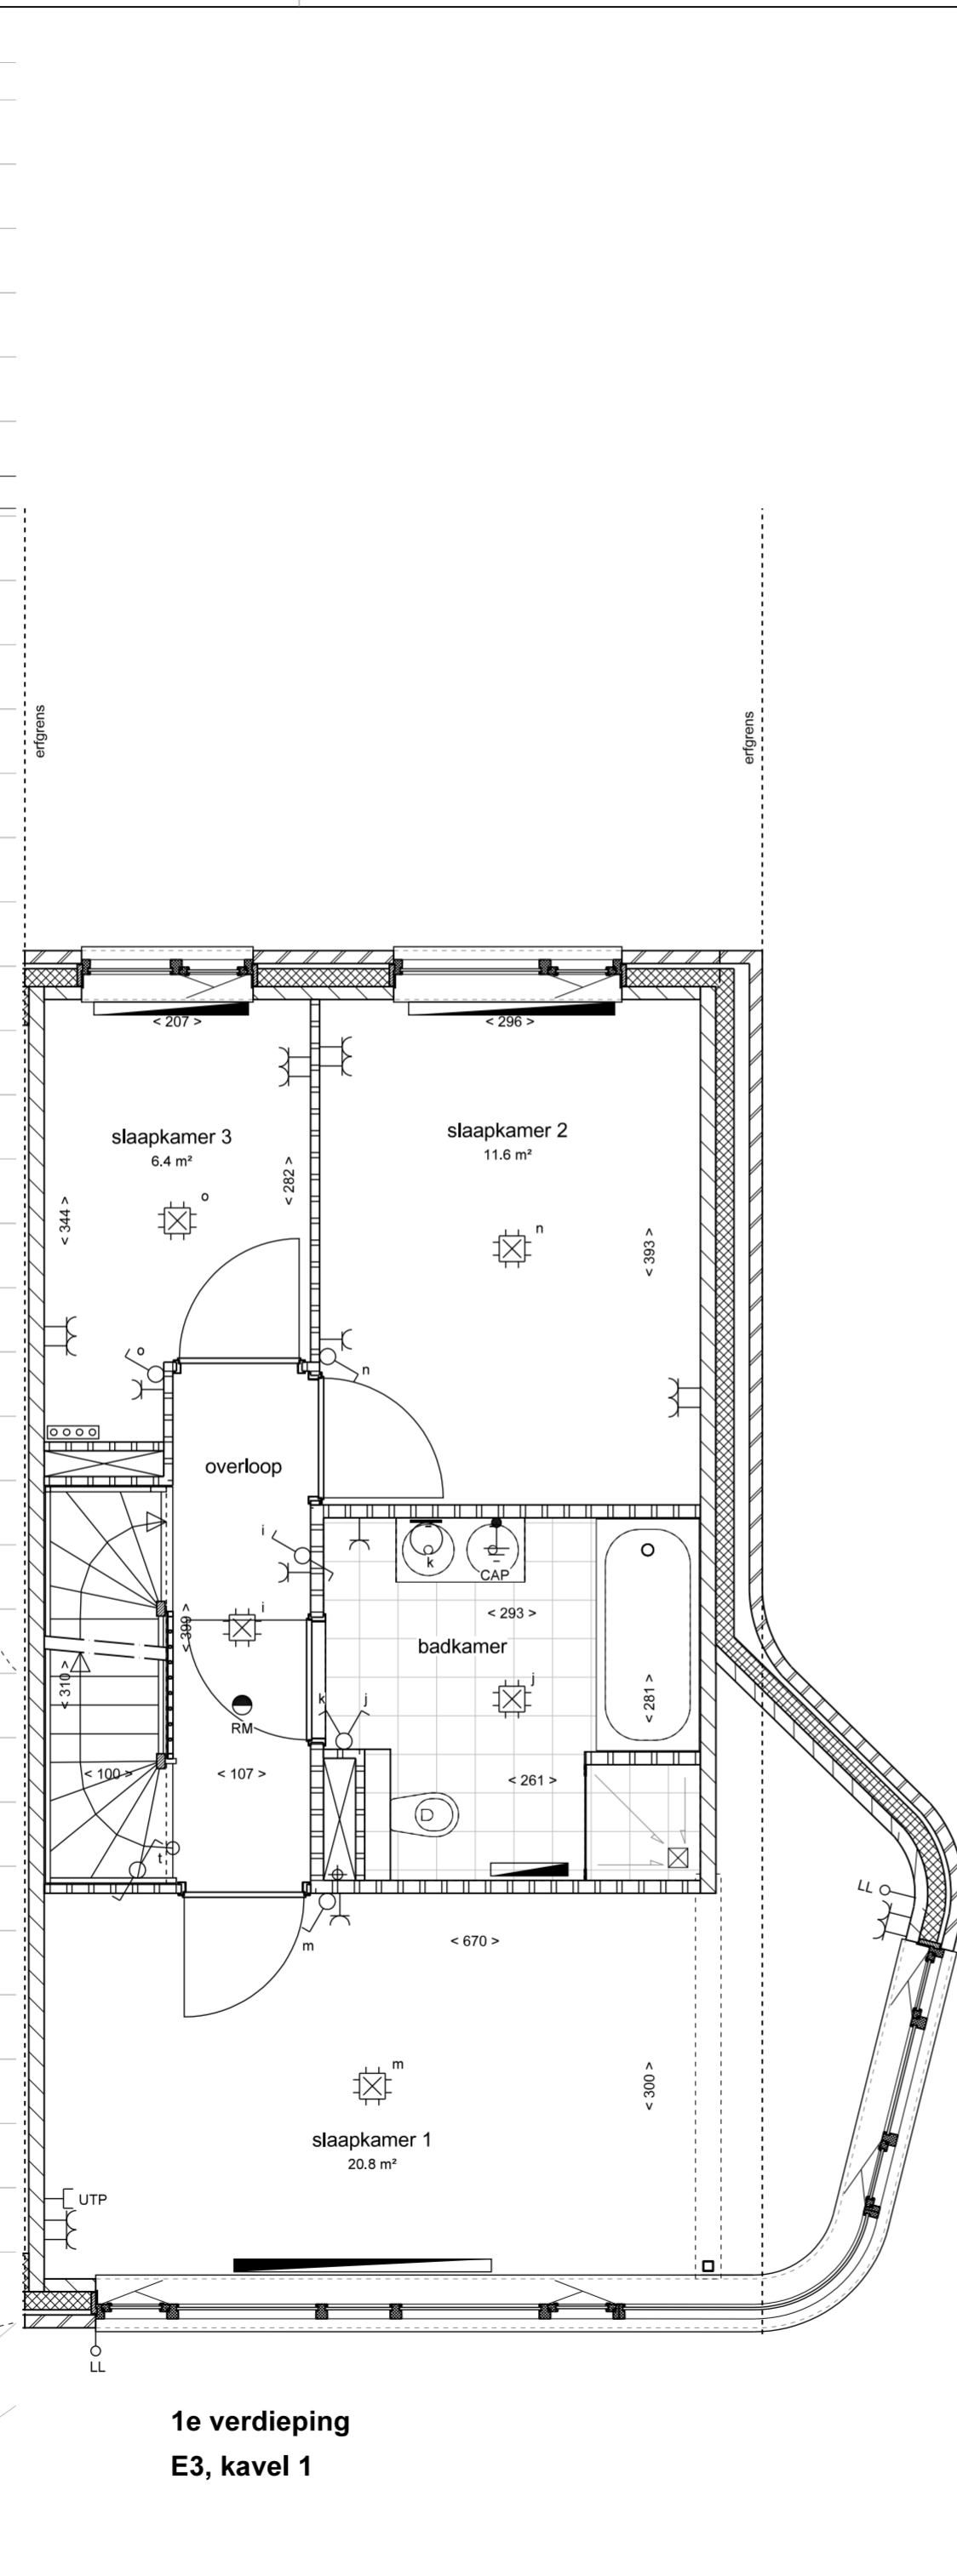 erfgrens
erfgrens
< 207 >
< 296 >
slaapkamer 3
6.4 m²
slaapkamer 2
11.6 m²
< 282 >
< 344 >
o
n
< 393 >
o
n
overloop
i
k
CAP
i
< 293 >
< 399 >
badkamer
j
< 310 >
< 281 >
k
j
RM
< 100 >
< 107 >
< 261 >
t
LL
m
< 670 >
m
< 300 >
slaapkamer 1
20.8 m²
UTP
LL
1e verdieping
E3, kavel 1